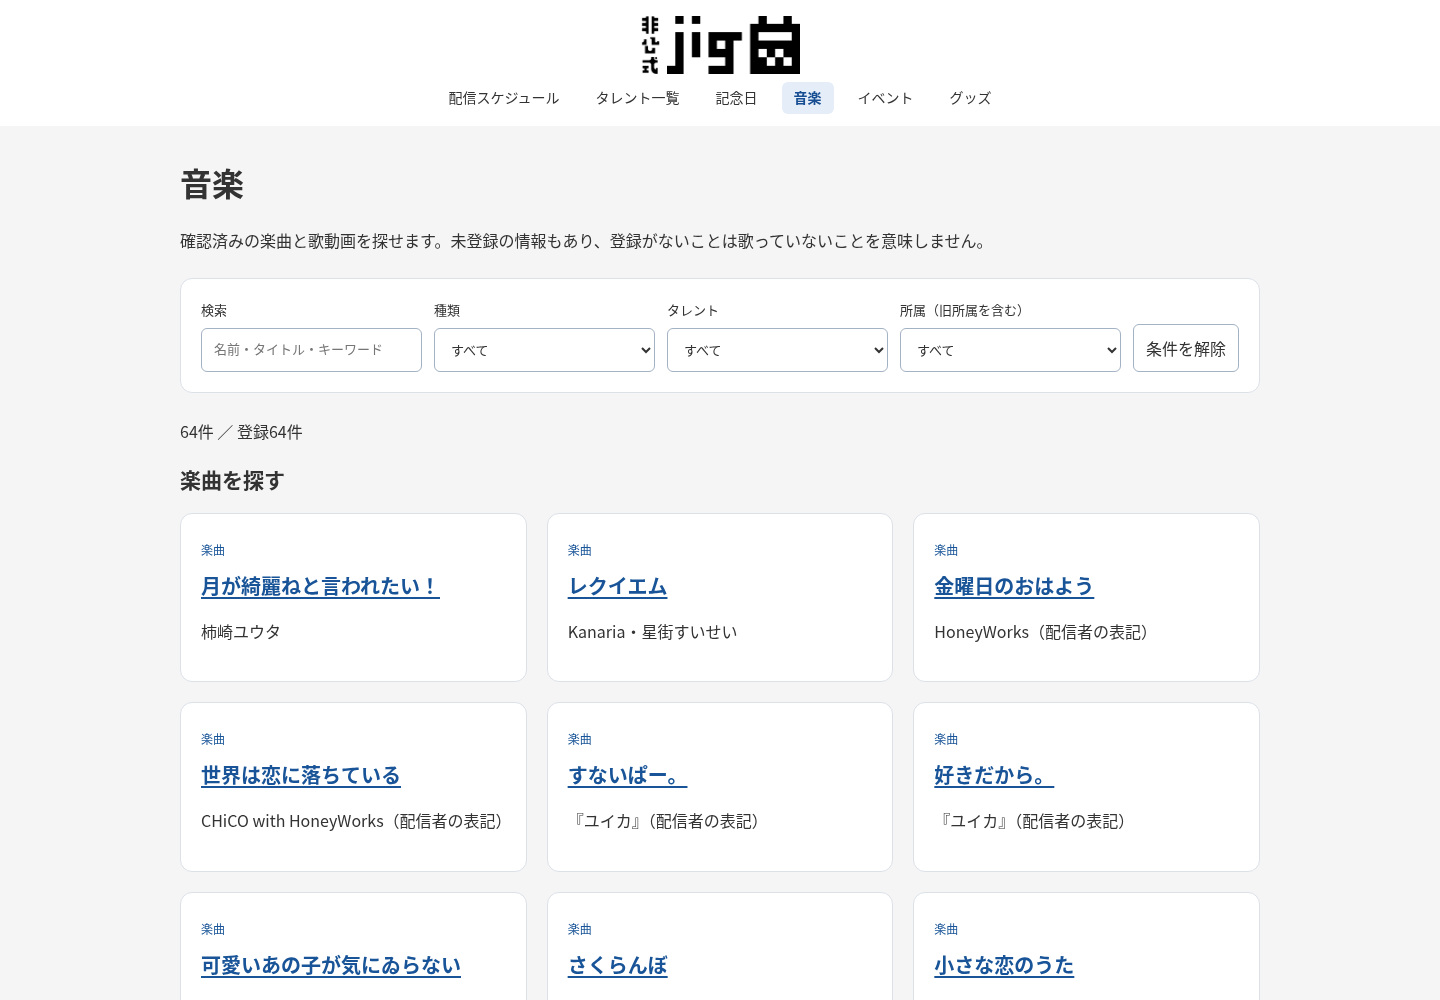 非公式 jig曲
配信スケジュール タレント一覧 記念日 音楽 イベント グッズ
音楽
確認済みの楽曲と歌動画を探せます。未登録の情報もあり、登録がないことは歌っていないことを意味しません。
検索 種類 タレント 所属（旧所属を含む）
名前・タイトル・キーワード すべて すべて すべて 条件を解除
64件 ／ 登録64件
楽曲を探す
楽曲
月が綺麗ねと言われたい！
柿崎ユウタ
楽曲
レクイエム
Kanaria・星街すいせい
楽曲
金曜日のおはよう
HoneyWorks（配信者の表記）
楽曲
世界は恋に落ちている
CHiCO with HoneyWorks（配信者の表記）
楽曲
すないぱー。
『ユイカ』（配信者の表記）
楽曲
好きだから。
『ユイカ』（配信者の表記）
楽曲
可愛いあの子が気にゐらない
楽曲
さくらんぼ
楽曲
小さな恋のうた